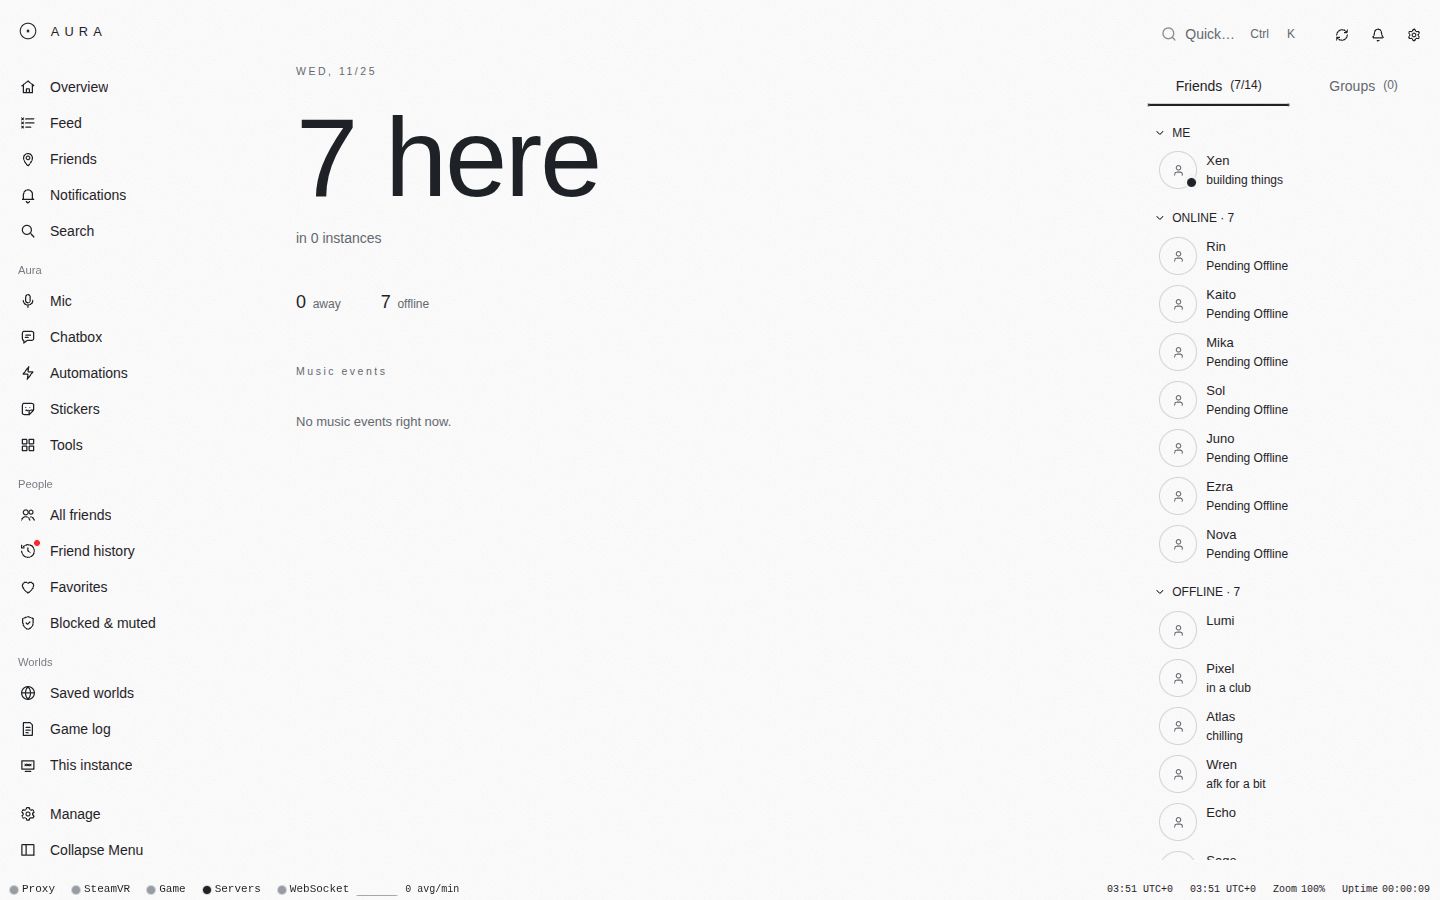 AURA
Quick… Ctrl K
Overview
Feed
Friends
Notifications
Search
Aura
Mic
Chatbox
Automations
Stickers
Tools
People
All friends
Friend history
Favorites
Blocked & muted
Worlds
Saved worlds
Game log
This instance
Manage
Collapse Menu
WED, 11/25
7 here
in 0 instances
0 away 7 offline
Music events
No music events right now.
Friends (7/14) Groups (0)
ME
Xen
building things
ONLINE · 7
Rin
Pending Offline
Kaito
Pending Offline
Mika
Pending Offline
Sol
Pending Offline
Juno
Pending Offline
Ezra
Pending Offline
Nova
Pending Offline
OFFLINE · 7
Lumi
Pixel
in a club
Atlas
chilling
Wren
afk for a bit
Echo
Proxy SteamVR Game Servers WebSocket 0 avg/min
03:51 UTC+0 03:51 UTC+0 Zoom 100% Uptime 00:00:09